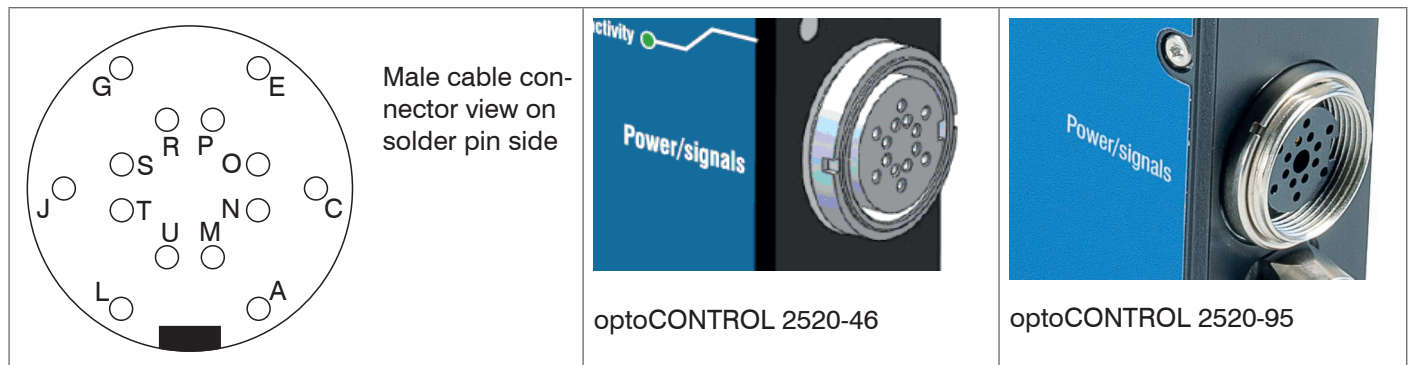 G
E
R P
S O
J C
T N
U M
L A
Male cable con-
nector view on
solder pin side
ctivity
Power/signals
optoCONTROL 2520-46
Power/signals
optoCONTROL 2520-95